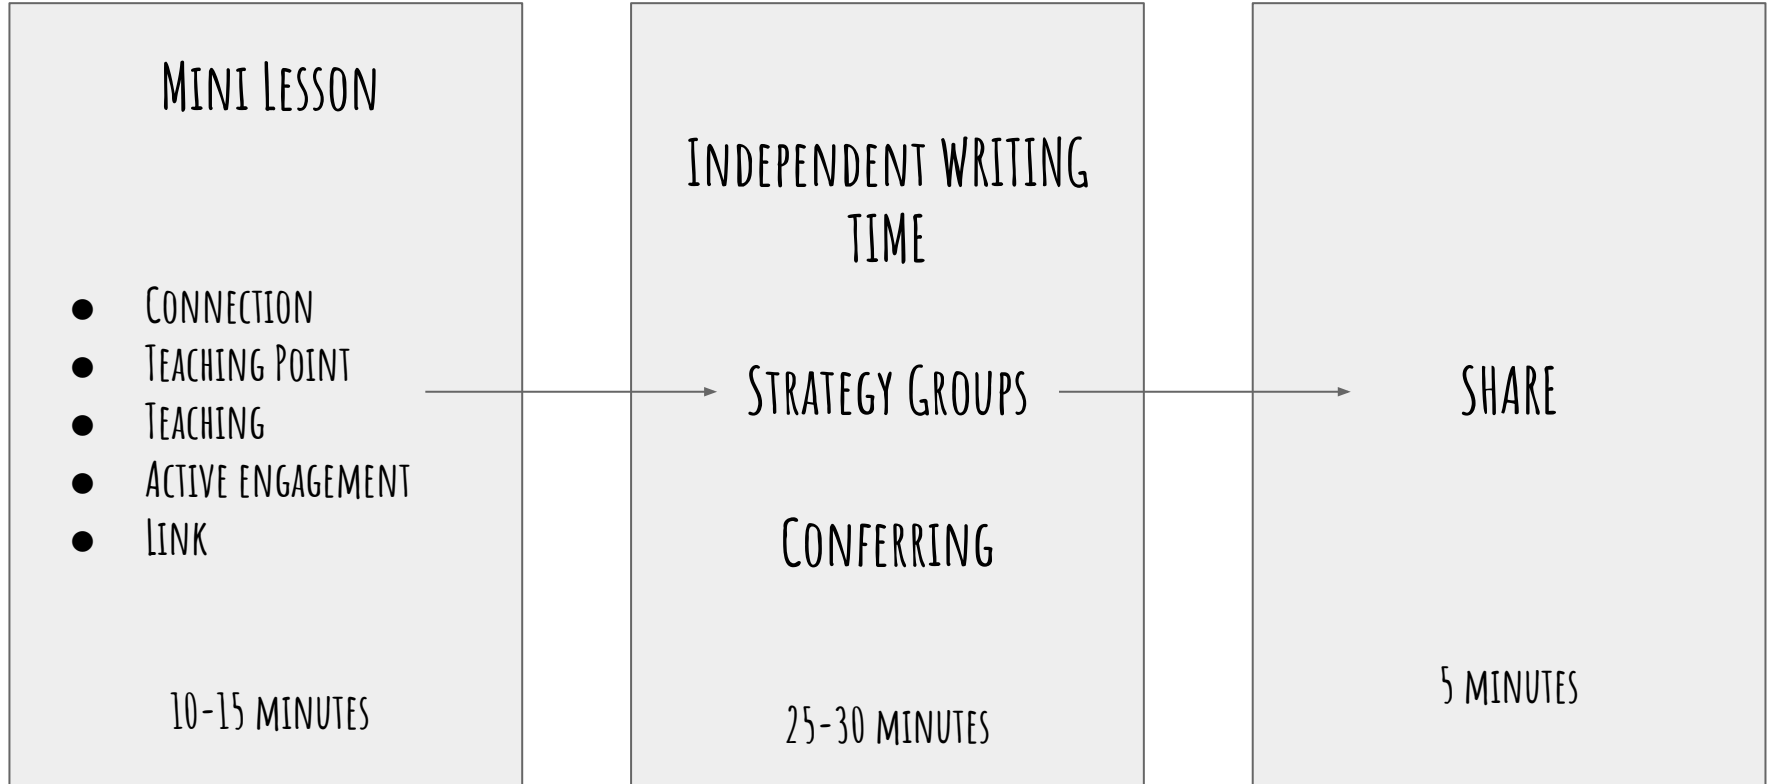 Mini Lesson
● Connection
● Teaching Point
● Teaching
● Active engagement
● Link
10-15 minutes
Independent WRITING
TIME
Strategy Groups
Conferring
25-30 minutes
SHARE
5 minutes